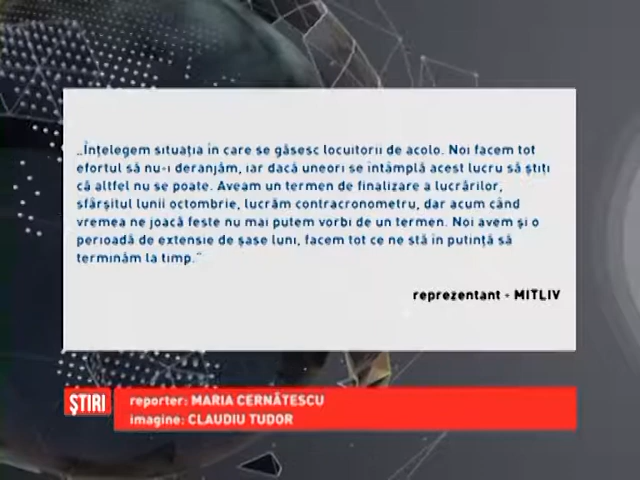 „Înțelegem situația în care se găsesc locuitorii de acolo. Noi facem tot
efortul să nu-i deranjăm, iar dacă uneori se întâmplă acest lucru să știți
că altfel nu se poate. Aveam un termen de finalizare a lucrărilor,
sfârșitul lunii octombrie, lucrăm contracronometru, dar acum când
vremea ne joacă feste nu mai putem vorbi de un termen. Noi avem și o
perioadă de extensie de șase luni, facem tot ce ne stă în putință să
terminăm la timp.”
reprezentant - MITLIV
ȘTIRI
reporter: MARIA CERNĂTESCU
imagine: CLAUDIU TUDOR